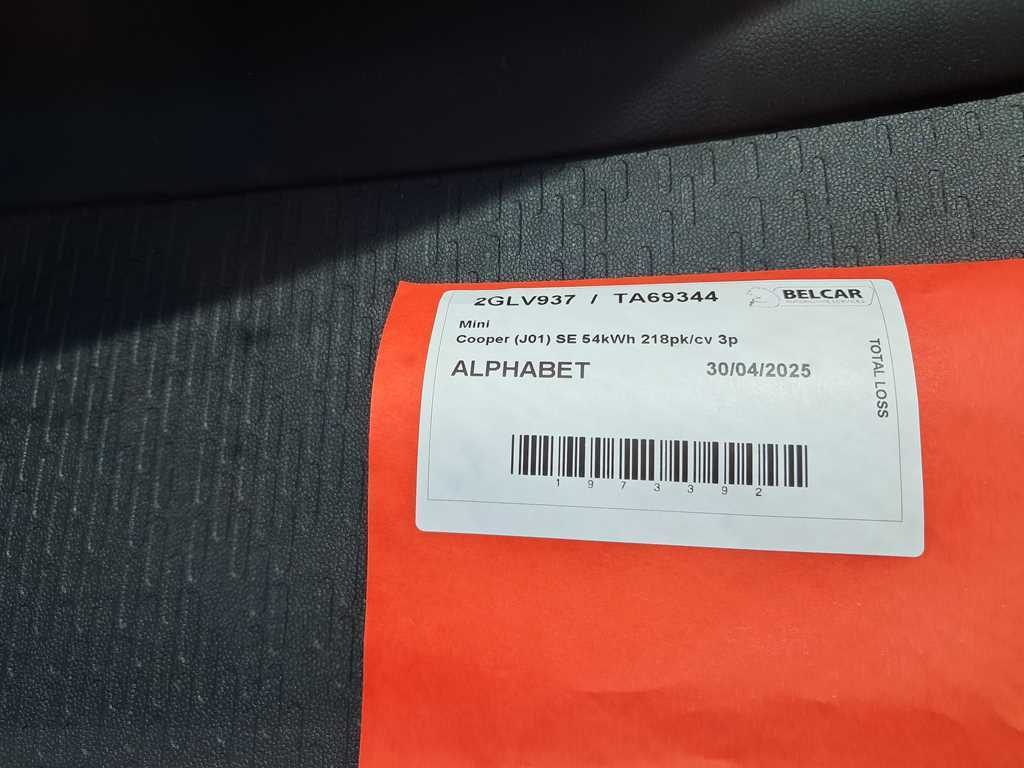 2GLV937 / TA69344
BELCAR
Mini
Cooper (J01) SE 54kWh 218pk/cv 3p
ALPHABET
30/04/2025
TOTAL LOSS
1973392